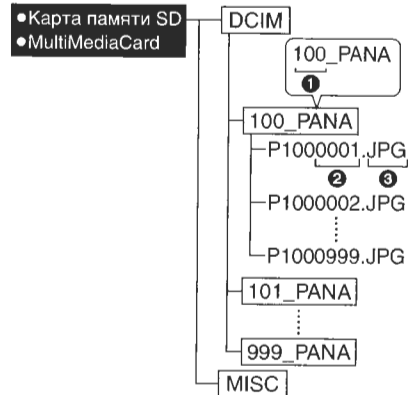 ●Карта памяти SD
●MultiMediaCard
DCIM
100_PANA
❶
100_PANA
P1000001.JPG
❷ ❸
P1000002.JPG
P1000999.JPG
101_PANA
999_PANA
MISC